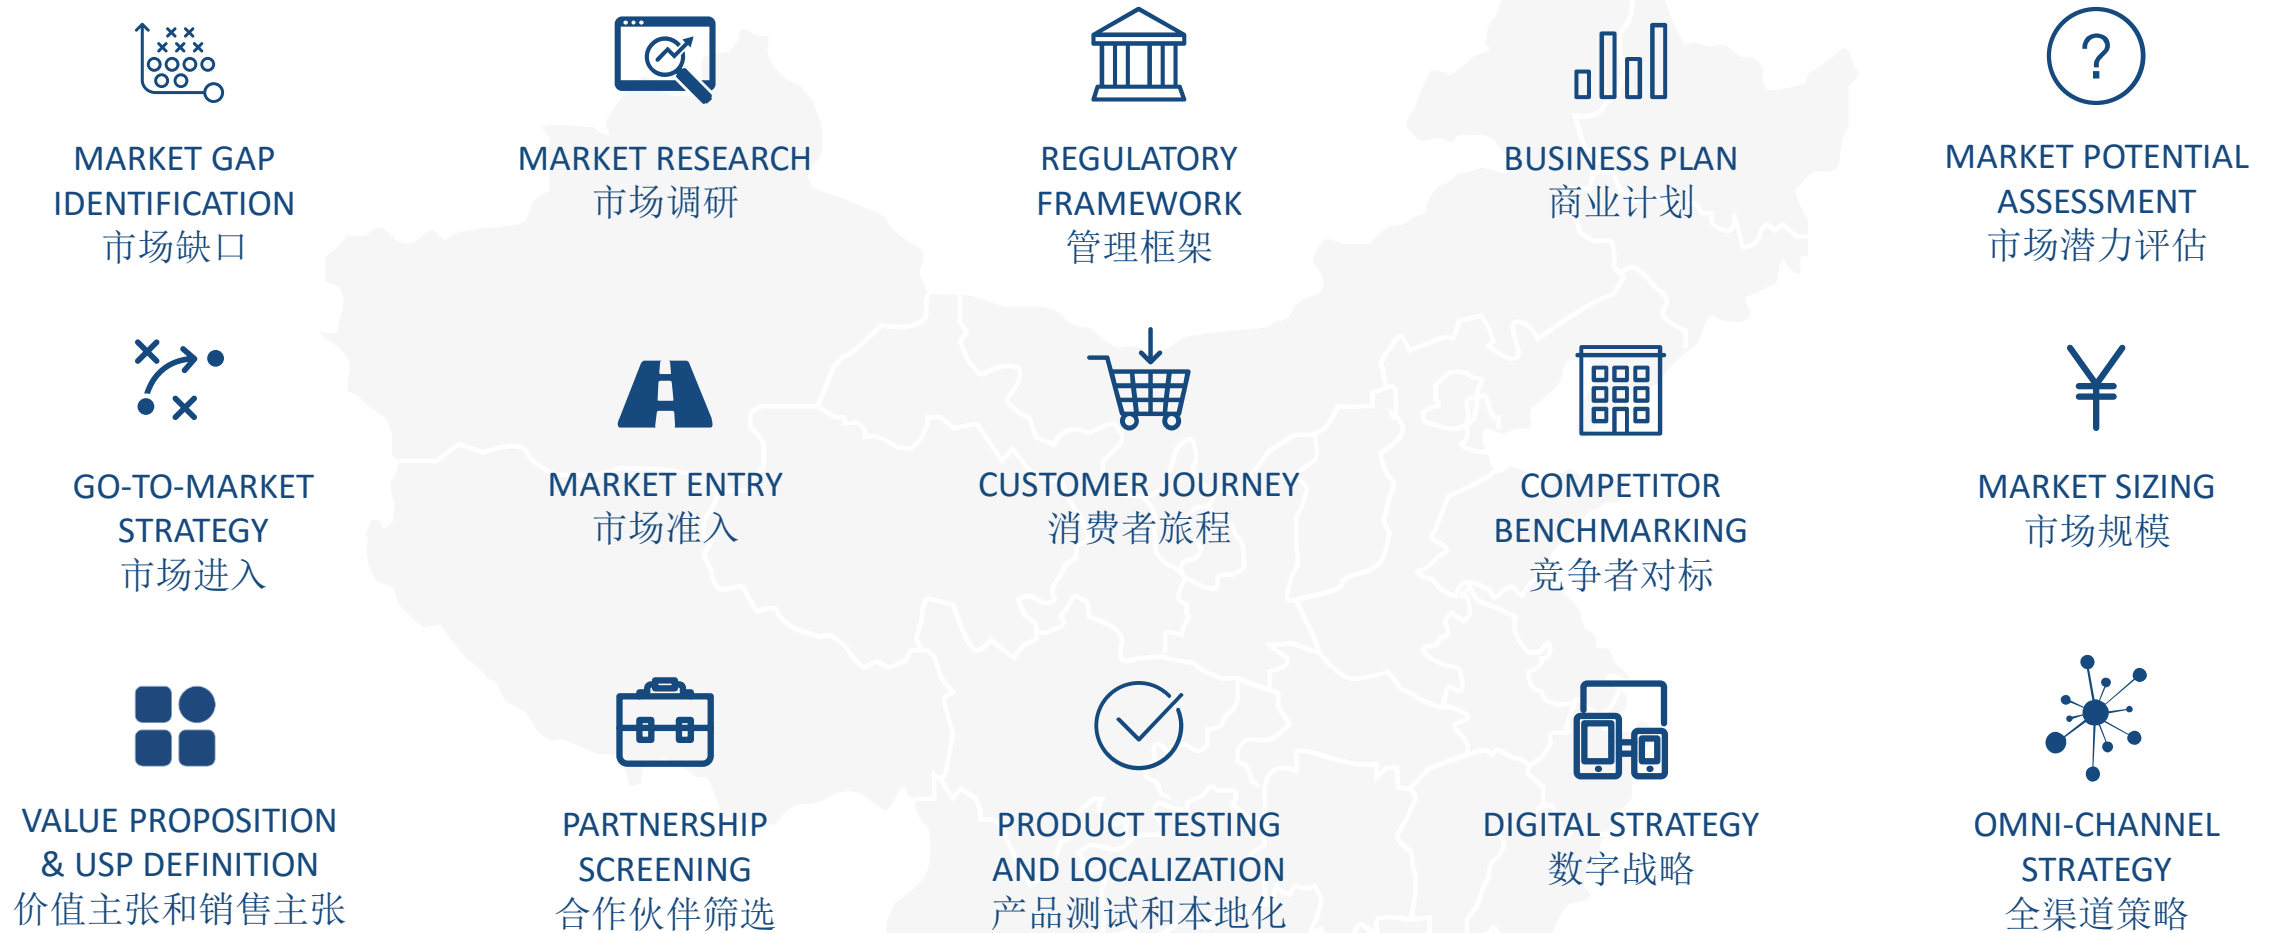 MARKET GAP
IDENTIFICATION
市场缺口
MARKET RESEARCH
市场调研
REGULATORY
FRAMEWORK
管理框架
BUSINESS PLAN
商业计划
?
MARKET POTENTIAL
ASSESSMENT
市场潜力评估
GO-TO-MARKET
STRATEGY
市场进入
MARKET ENTRY
市场准入
CUSTOMER JOURNEY
消费者旅程
COMPETITOR
BENCHMARKING
竞争者对标
¥
MARKET SIZING
市场规模
VALUE PROPOSITION
& USP DEFINITION
价值主张和销售主张
PARTNERSHIP
SCREENING
合作伙伴筛选
PRODUCT TESTING
AND LOCALIZATION
产品测试和本地化
DIGITAL STRATEGY
数字战略
OMNI-CHANNEL
STRATEGY
全渠道策略